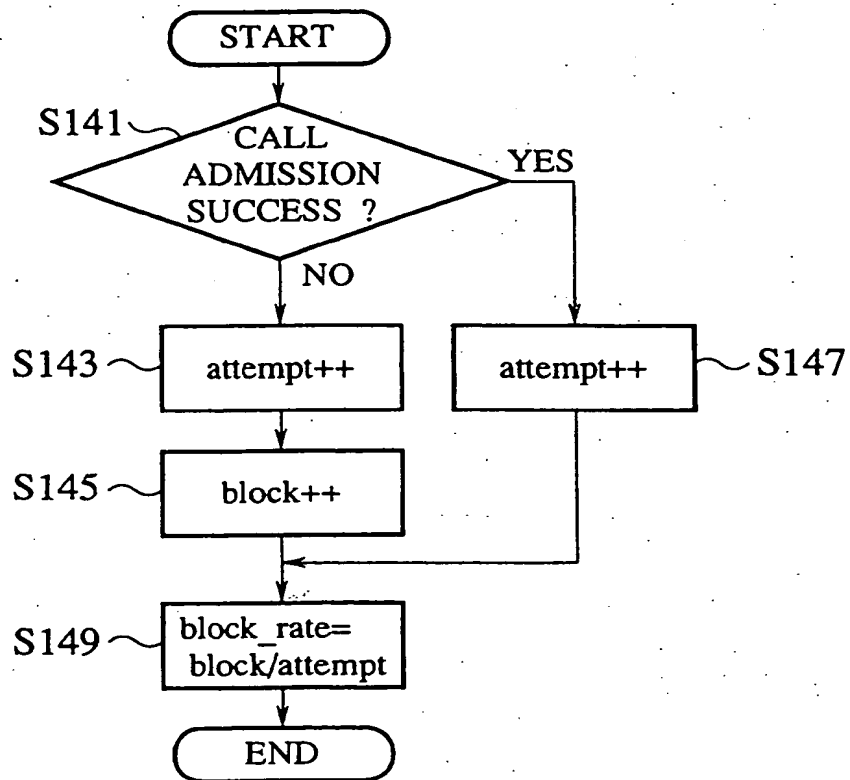 START
S141
CALL
ADMISSION
SUCCESS ?
YES
NO
S143
attempt++
attempt++
S147
S145
block++
S149
block_rate=
block/attempt
END